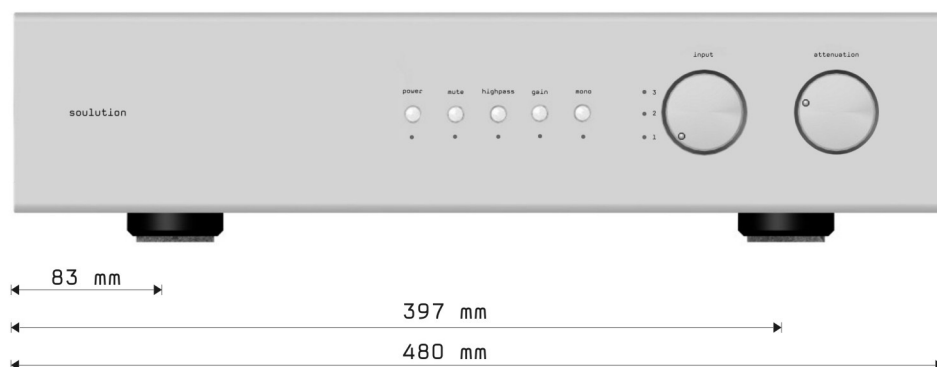 input
attenuation
power
mute
highpass
gain
mono
3
soulution
2
1
83 mm
397 mm
480 mm